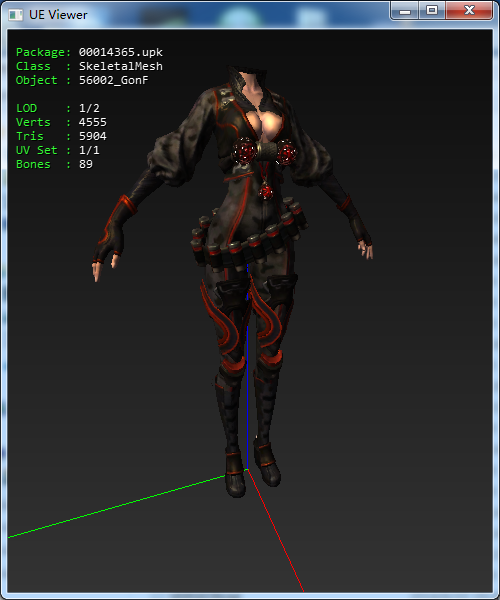 UE Viewer
Package: 00014365.upk
Class : SkeletalMesh
Object : 56002_GonF
LOD : 1/2
Verts : 4555
Tris : 5904
UV Set : 1/1
Bones : 89